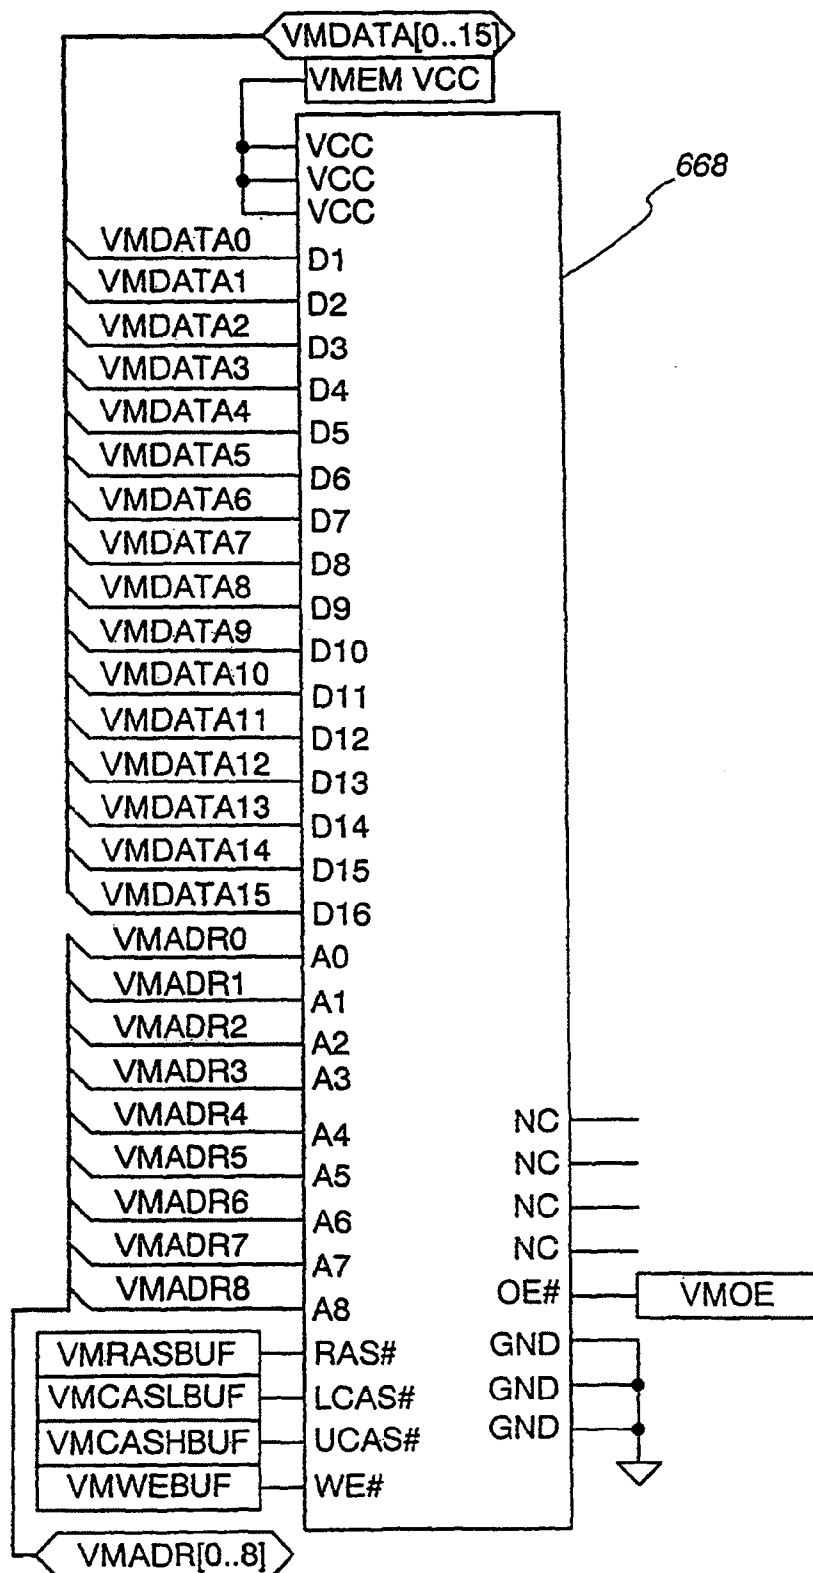 VMDATA[0..15]
VMEM VCC
VCC
668
VCC
VCC
VMDATA0 D1
VMDATA1 D2
VMDATA2 D3
VMDATA3 D4
VMDATA4 D5
VMDATA5 D6
VMDATA6 D7
VMDATA7 D8
VMDATA8 D9
VMDATA9 D10
VMDATA10 D11
VMDATA11 D12
VMDATA12 D13
VMDATA13 D14
VMDATA14 D15
VMDATA15 D16
VMADR0 A0
VMADR1 A1
VMADR2 A2
VMADR3 A3
VMADR4 A4 NC
VMADR5 A5 NC
VMADR6 A6 NC
VMADR7 A7 NC
VMADR8 A8 OE# VMOE
VMRASBUF RAS# GND
VMCASLBUF LCAS# GND
VMCASHBUF UCAS# GND
VMWEBUF WE#
VMADR[0..8]